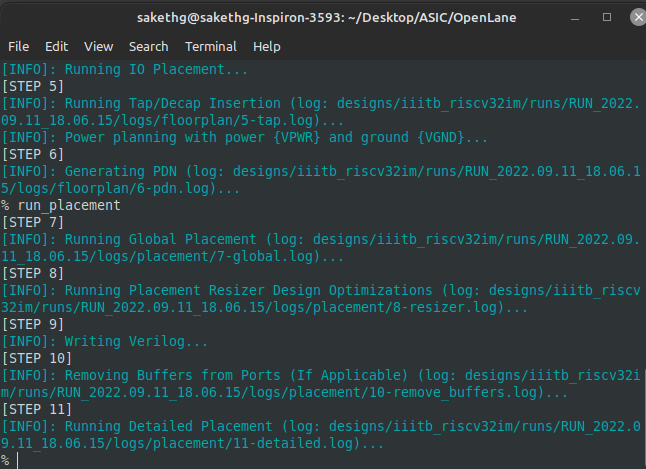 sakethg@sakethg-Inspiron-3593: ~/Desktop/ASIC/OpenLane
File Edit View Search Terminal Help
[INFO]: Running IO Placement...
[STEP 5]
[INFO]: Running Tap/Decap Insertion (log: designs/iiitb_riscv32im/runs/RUN_2022.
09.11_18.06.15/logs/floorplan/5-tap.log)...
[INFO]: Power planning with power {VPWR} and ground {VGND}...
[STEP 6]
[INFO]: Generating PDN (log: designs/iiitb_riscv32im/runs/RUN_2022.09.11_18.06.1
5/logs/floorplan/6-pdn.log)...
% run_placement
[STEP 7]
[INFO]: Running Global Placement (log: designs/iiitb_riscv32im/runs/RUN_2022.09.
11_18.06.15/logs/placement/7-global.log)...
[STEP 8]
[INFO]: Running Placement Resizer Design Optimizations (log: designs/iiitb_riscv
32im/runs/RUN_2022.09.11_18.06.15/logs/placement/8-resizer.log)...
[STEP 9]
[INFO]: Writing Verilog...
[STEP 10]
[INFO]: Removing Buffers from Ports (If Applicable) (log: designs/iiitb_riscv32i
m/runs/RUN_2022.09.11_18.06.15/logs/placement/10-remove_buffers.log)...
[STEP 11]
[INFO]: Running Detailed Placement (log: designs/iiitb_riscv32im/runs/RUN_2022.0
9.11_18.06.15/logs/placement/11-detailed.log)...
%